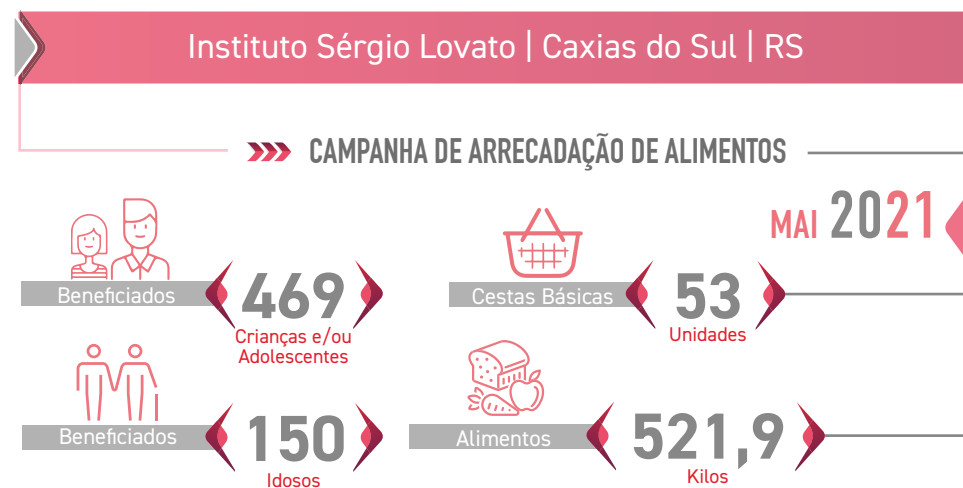 Instituto Sérgio Lovato | Caxias do Sul | RS
CAMPANHA DE ARRECADAÇÃO DE ALIMENTOS
MAI 2021
Beneficiados
469
Crianças e/ou
Adolescentes
Cestas Básicas
53
Unidades
Beneficiados
150
Idosos
Alimentos
521,9
Kilos